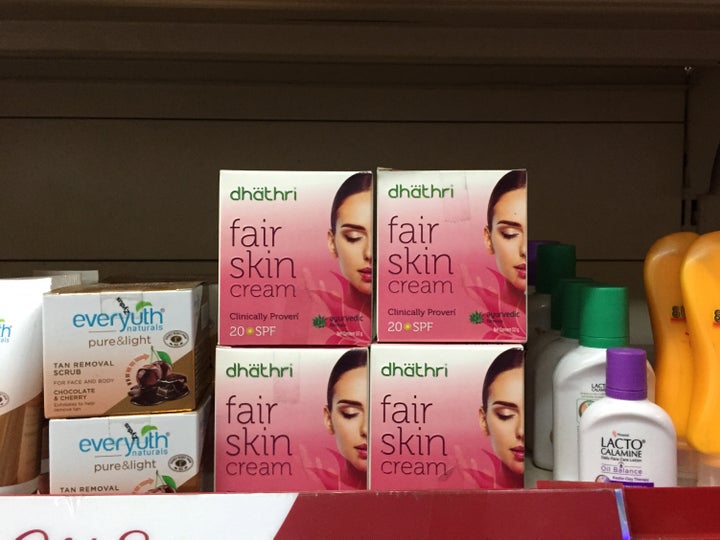 dhāthri
fair
skin
cream
Clinically Proven
20 SPF
ayurvedic
dhāthri
fair
skin
cream
Clinically Proven
20 SPF
ayurvedic
dhāthri
fair
skin
cream
dhāthri
fair
skin
cream
everyuth
naturals
pure&light
TAN REMOVAL
SCRUB
FOR FACE AND BODY
CHOCOLATE
& CHERRY
everyuth
naturals
pure&light
TAN REMOVAL
LACTO
CALAMINE
Oil Balance